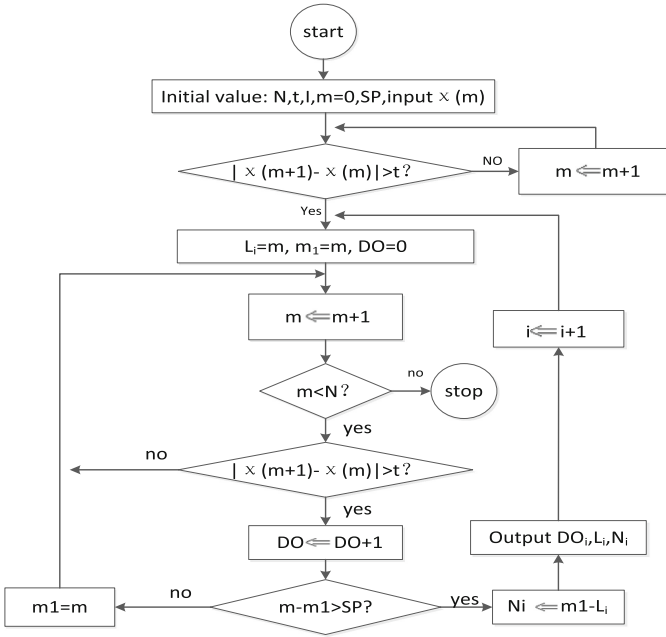 start
Initial value: N,t,I,m=0,SP,input x (m)
| x (m+1)- x (m)|>t?
NO
m ⇐ m+1
Yes
Lᵢ=m, m₁=m, DO=0
m ⇐ m+1
i ⇐ i+1
m<N?
no
stop
yes
no
| x (m+1)- x (m)|>t?
yes
DO ⇐ DO+1
Output DOᵢ,Lᵢ,Nᵢ
m1=m
no
m-m1>SP?
yes
Ni ⇐ m1-Lᵢ